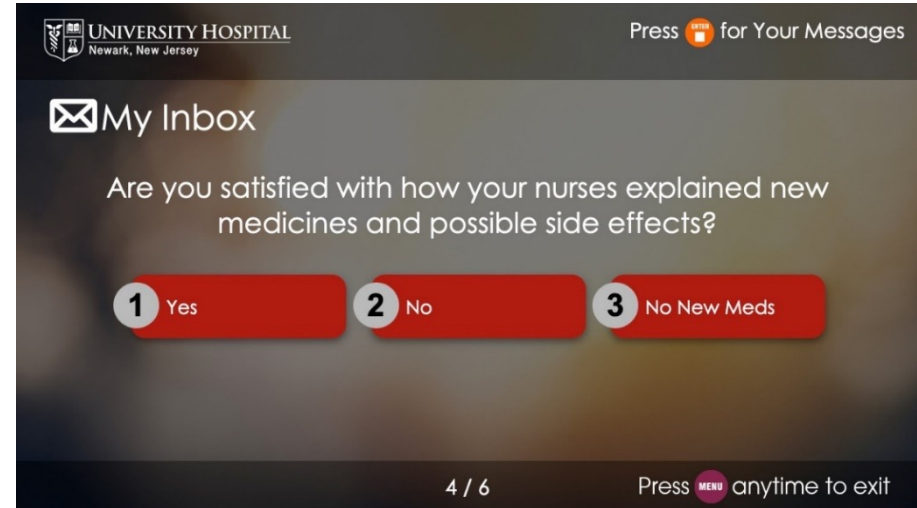 UNIVERSITY HOSPITAL
Newark, New Jersey
Press ENTER for Your Messages
My Inbox
Are you satisfied with how your nurses explained new
medicines and possible side effects?
1 Yes
2 No
3 No New Meds
4 / 6
Press MENU anytime to exit